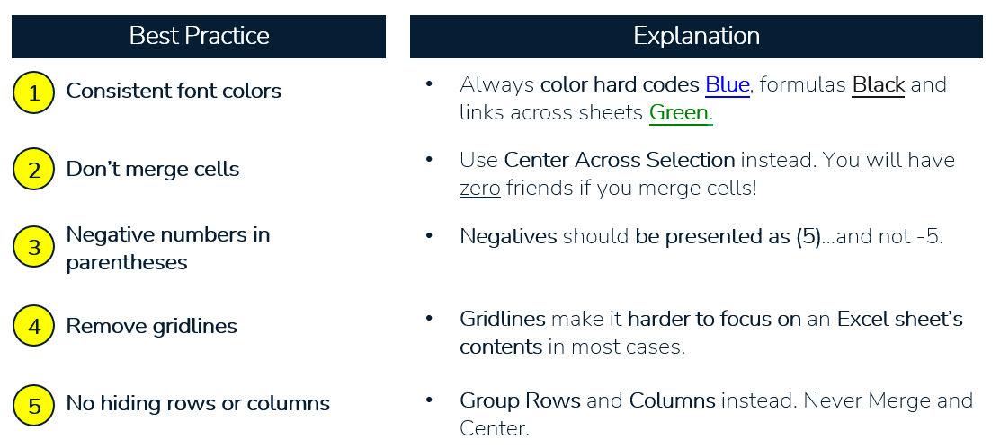 Best Practice
Explanation
1
Consistent font colors
• Always color hard codes Blue, formulas Black and
links across sheets Green.
2
Don’t merge cells
• Use Center Across Selection instead. You will have
zero friends if you merge cells!
3
Negative numbers in
parentheses
• Negatives should be presented as (5)…and not -5.
4
Remove gridlines
• Gridlines make it harder to focus on an Excel sheet’s
contents in most cases.
5
No hiding rows or columns
• Group Rows and Columns instead. Never Merge and
Center.